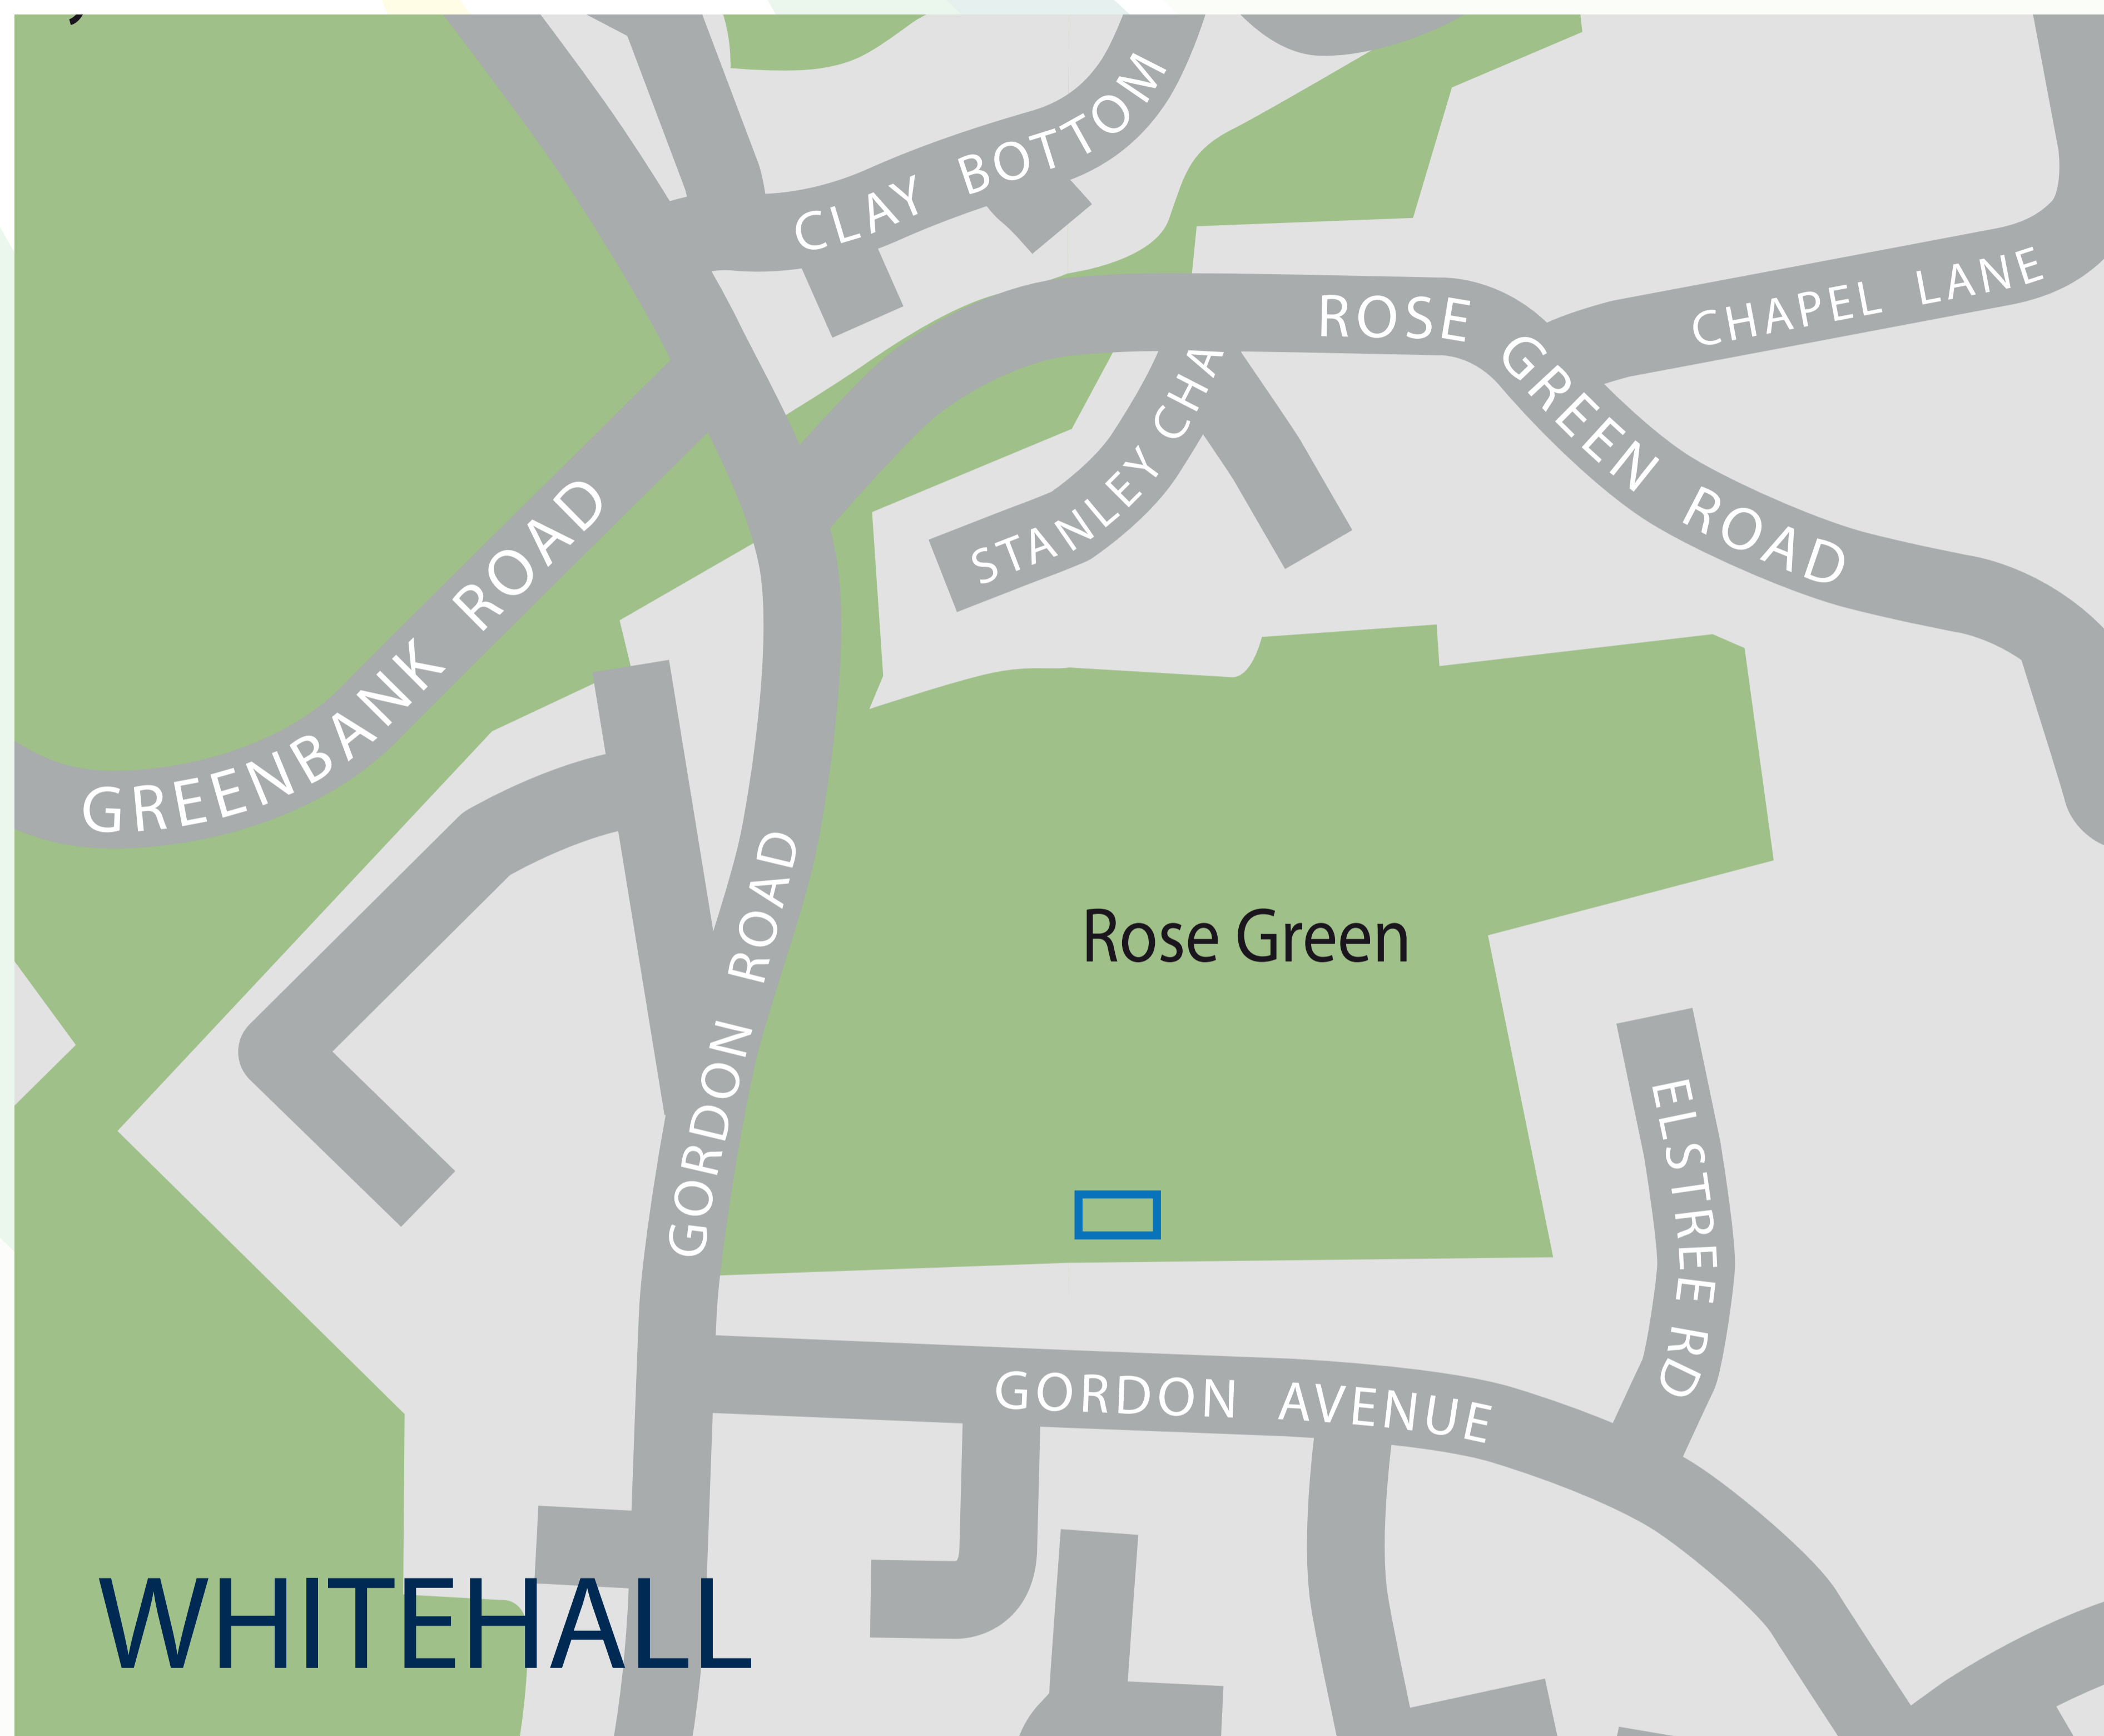 CLAY BOTTOM
ROSE GREEN ROAD
CHAPEL LANE
STANLEY CHA
GREENBANK ROAD
GORDON ROAD
Rose Green
ELSTREE RD
GORDON AVENUE
WHITEHALL